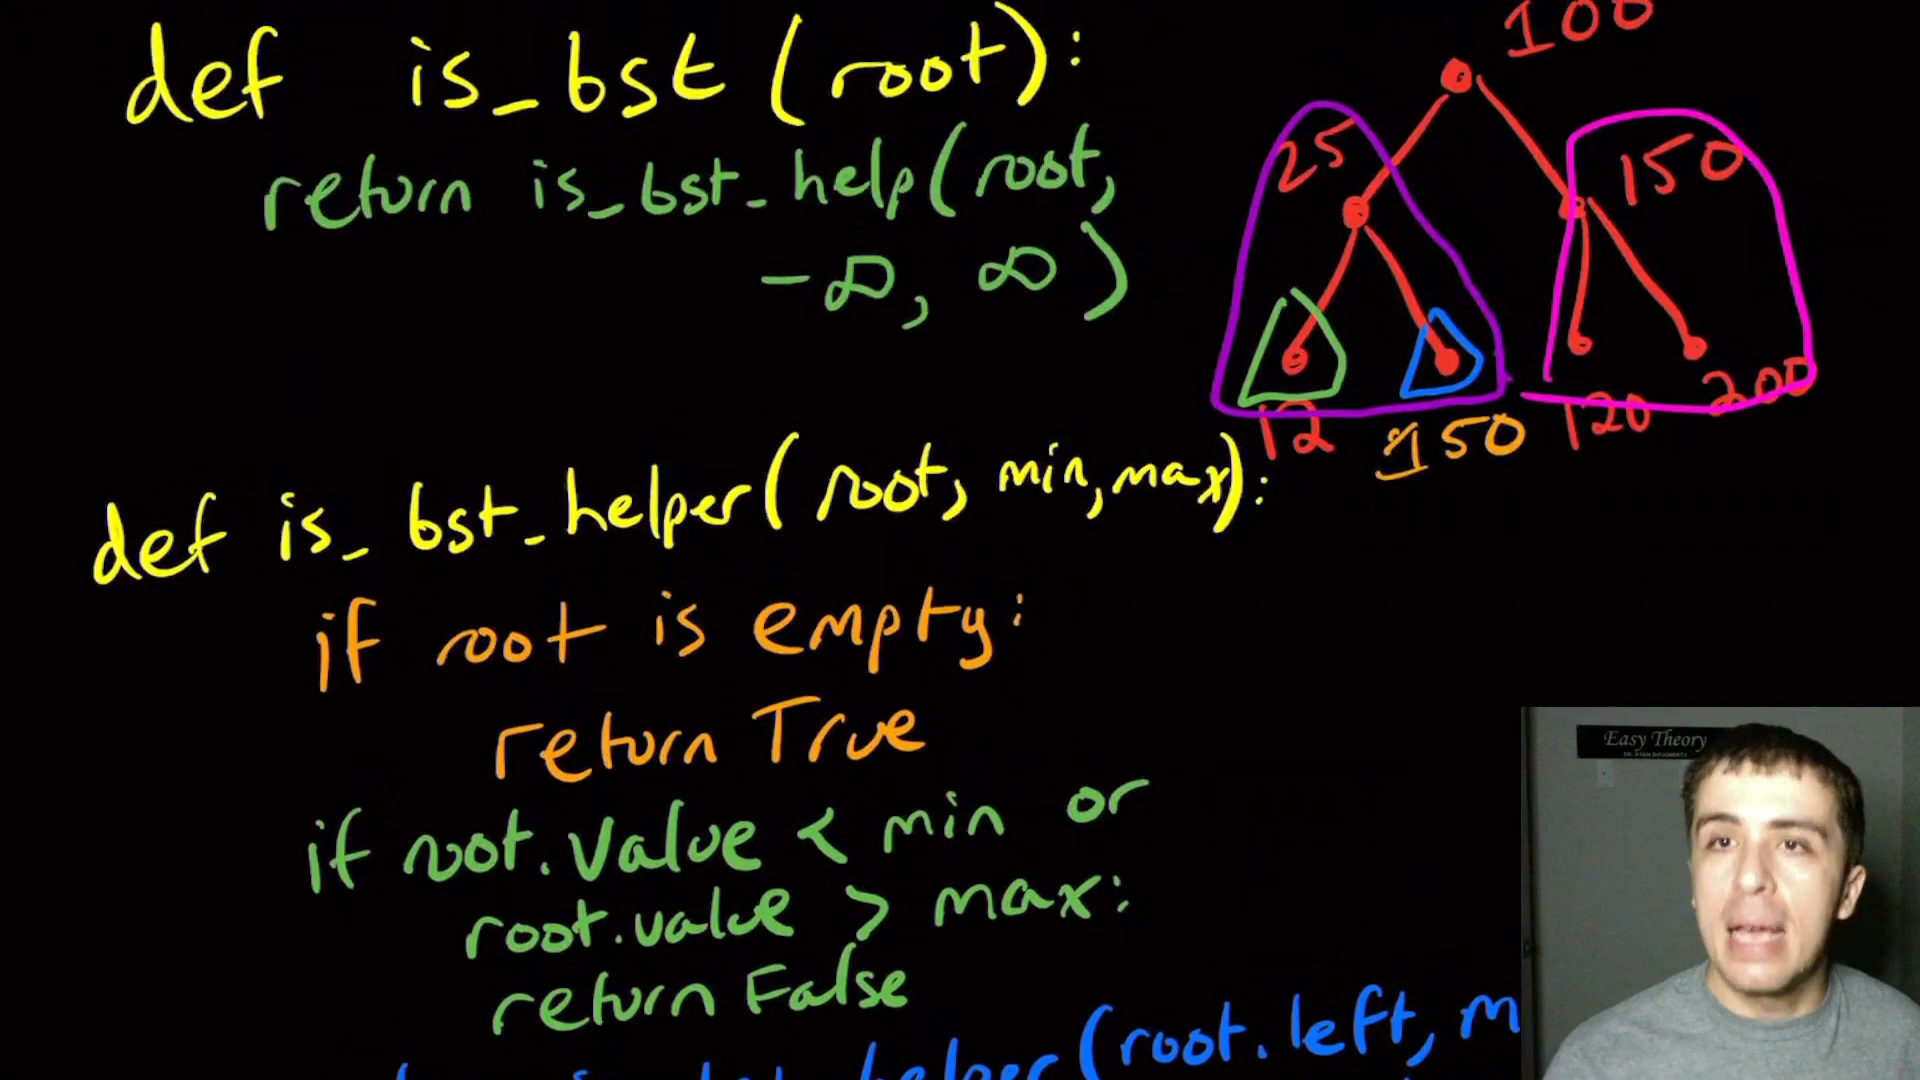 def is_bst (root):
return is_bst_help(root,
-∞, ∞)
100
25
150
12
150
120
200
def is_bst_helper(root, min, max):
if root is empty:
return True
if root.value < min or
root.value > max:
return False
helper(root.left, m
Easy Theory